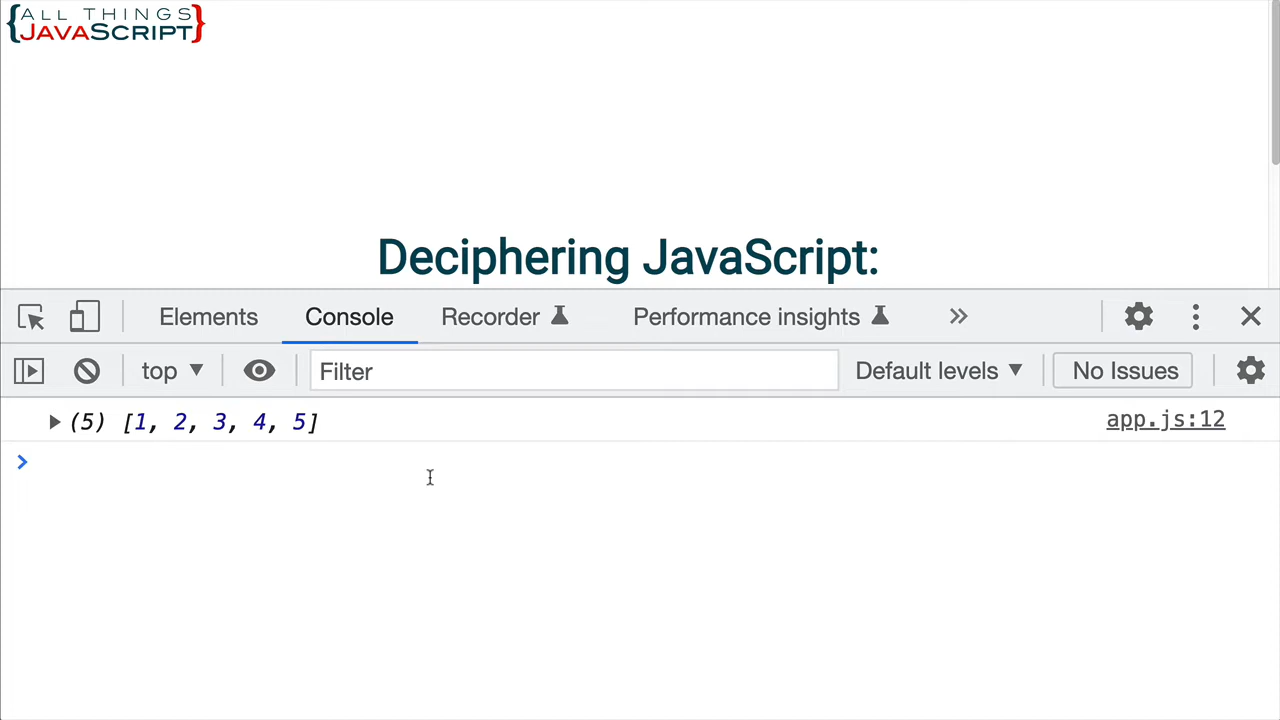 {ALL THINGS
JAVASCRIPT}
Deciphering JavaScript:
Elements Console Recorder Performance insights »
top ▼ Filter Default levels ▼ No Issues
▶ (5) [1, 2, 3, 4, 5] app.js:12
>